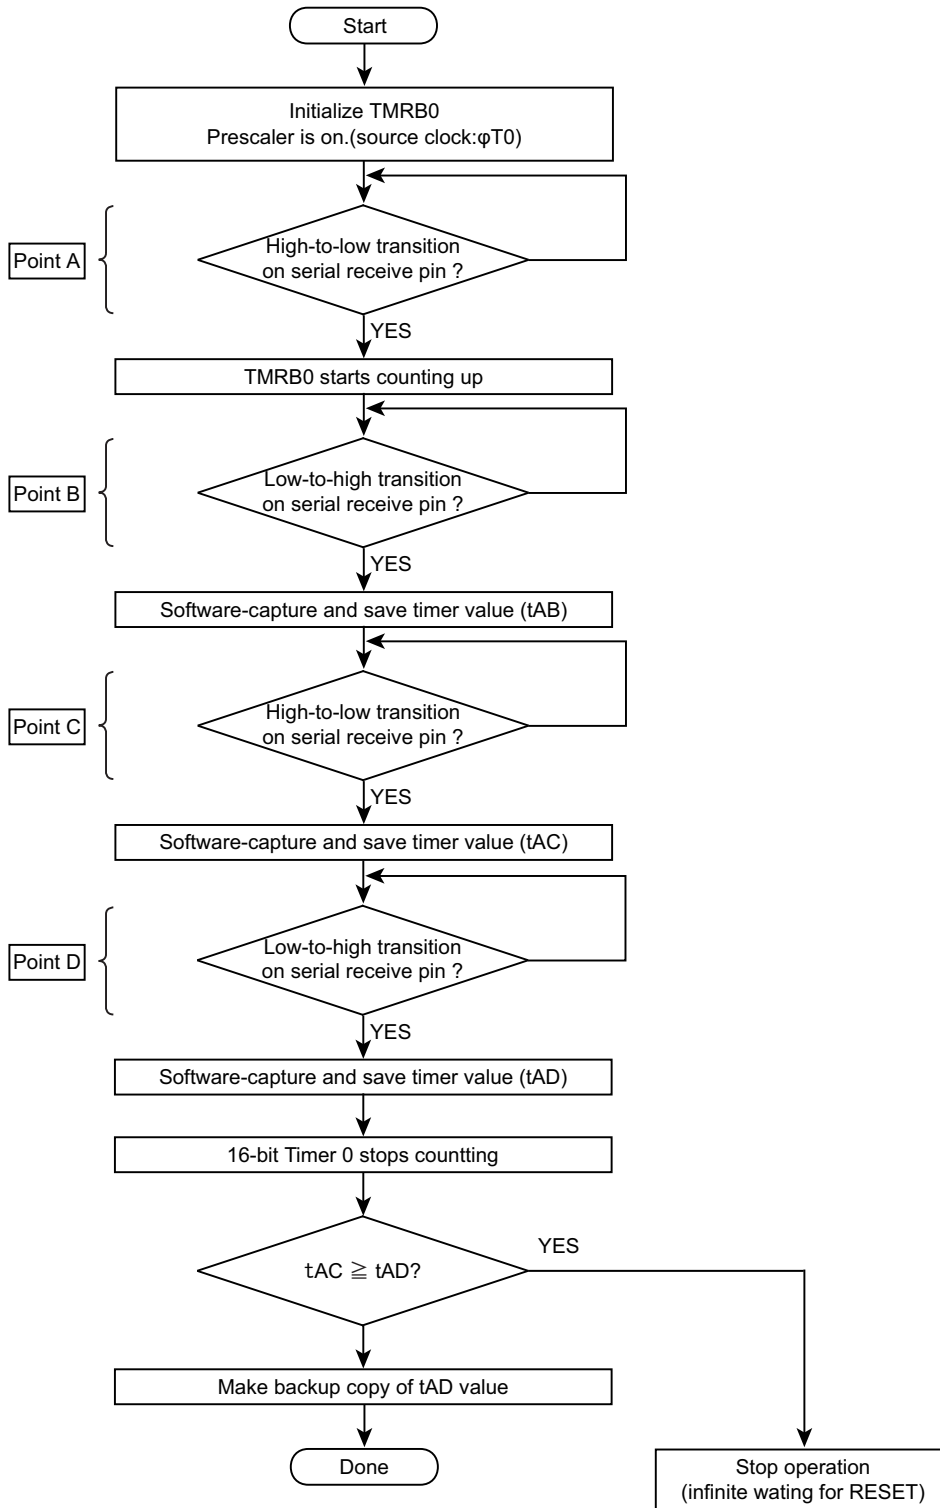 Start
Initialize TMRB0
Prescaler is on.(source clock:φT0)
Point A
High-to-low transition
on serial receive pin ?
YES
TMRB0 starts counting up
Point B
Low-to-high transition
on serial receive pin ?
YES
Software-capture and save timer value (tAB)
Point C
High-to-low transition
on serial receive pin ?
YES
Software-capture and save timer value (tAC)
Point D
Low-to-high transition
on serial receive pin ?
YES
Software-capture and save timer value (tAD)
16-bit Timer 0 stops countting
YES
tAC ≧ tAD?
Make backup copy of tAD value
Done
Stop operation
(infinite wating for RESET)